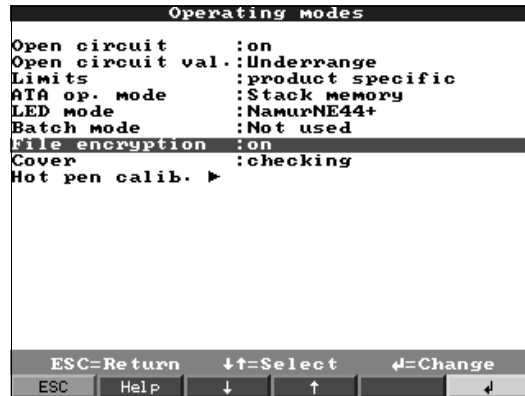 Operating modes
Open circuit :on
Open circuit val.:Underrange
Limits :product specific
ATA op. mode :Stack memory
LED mode :NamurNE44+
Batch mode :Not used
File encryption :on
Cover :checking
Hot pen calib. ▶
ESC=Return ↓↑=Select ↲=Change
ESC Help ↓ ↑ ↲